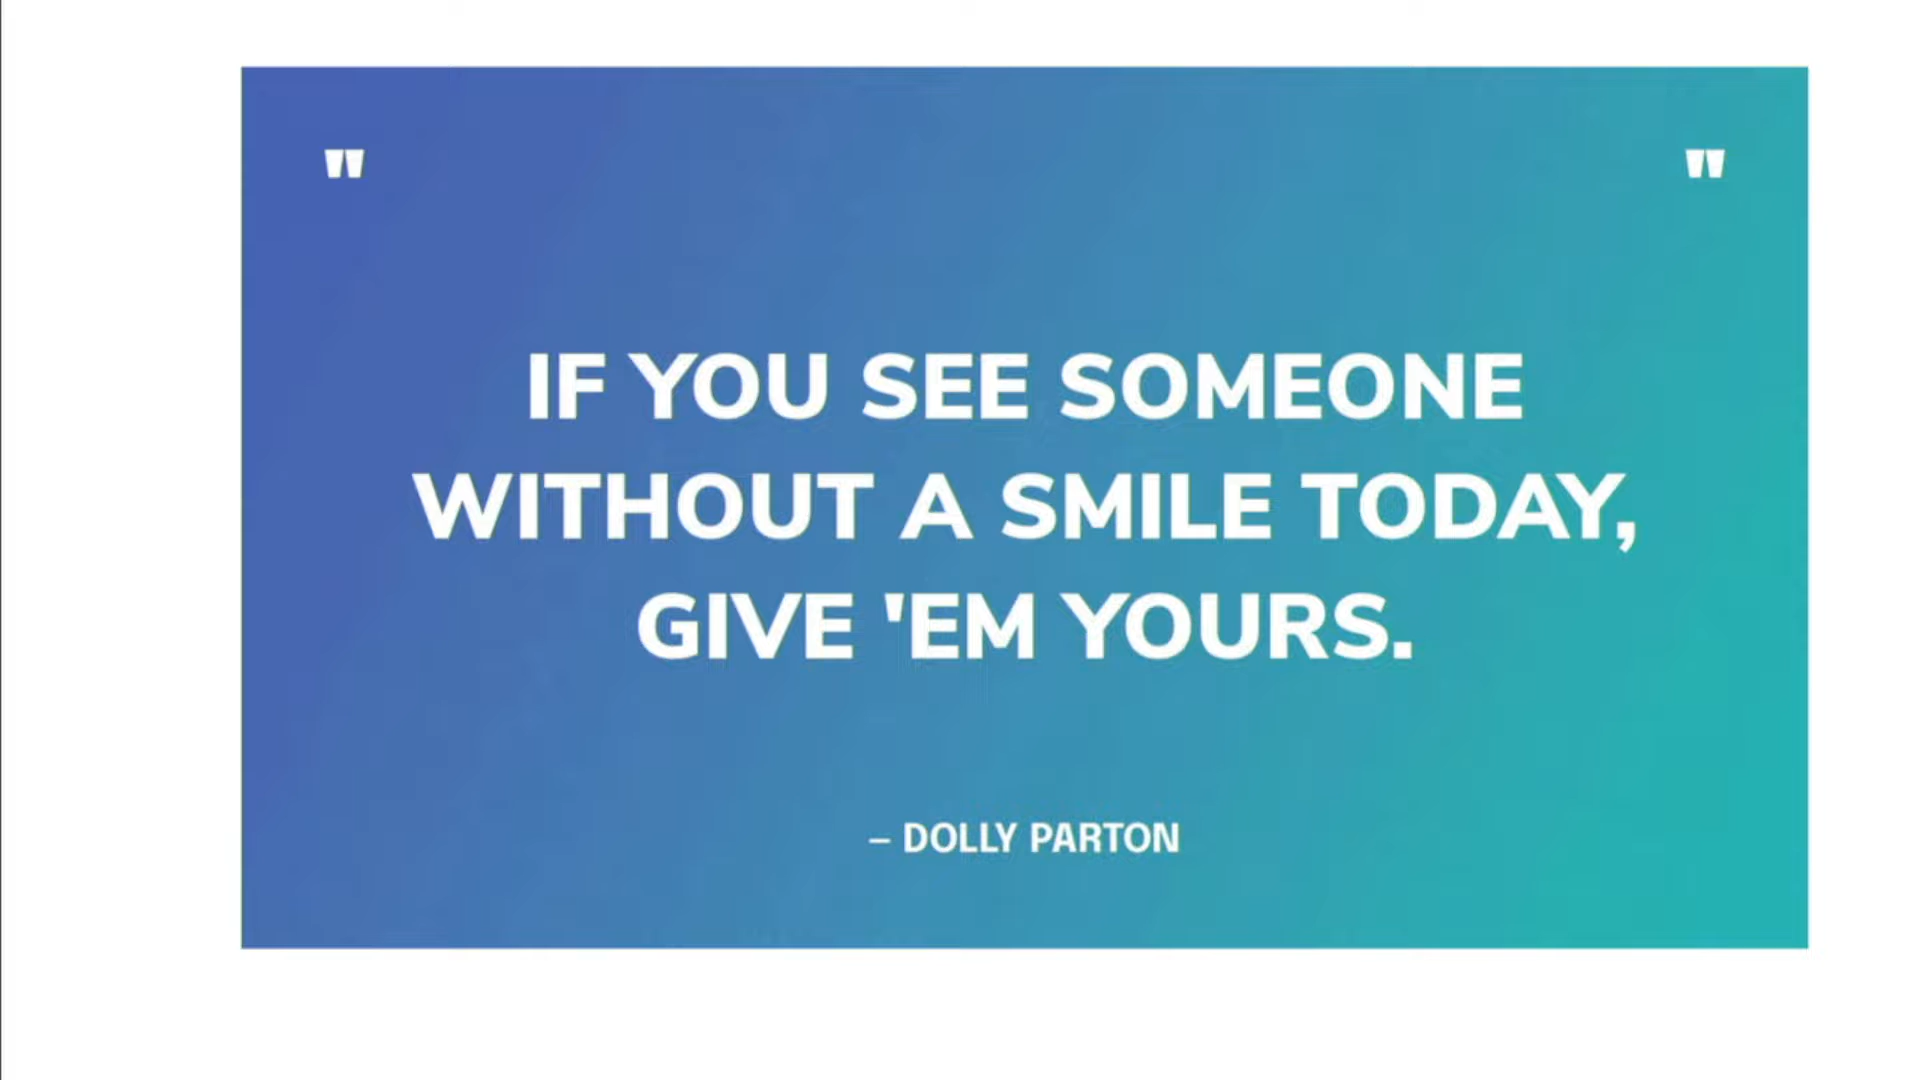 " "
IF YOU SEE SOMEONE
WITHOUT A SMILE TODAY,
GIVE 'EM YOURS.
– DOLLY PARTON